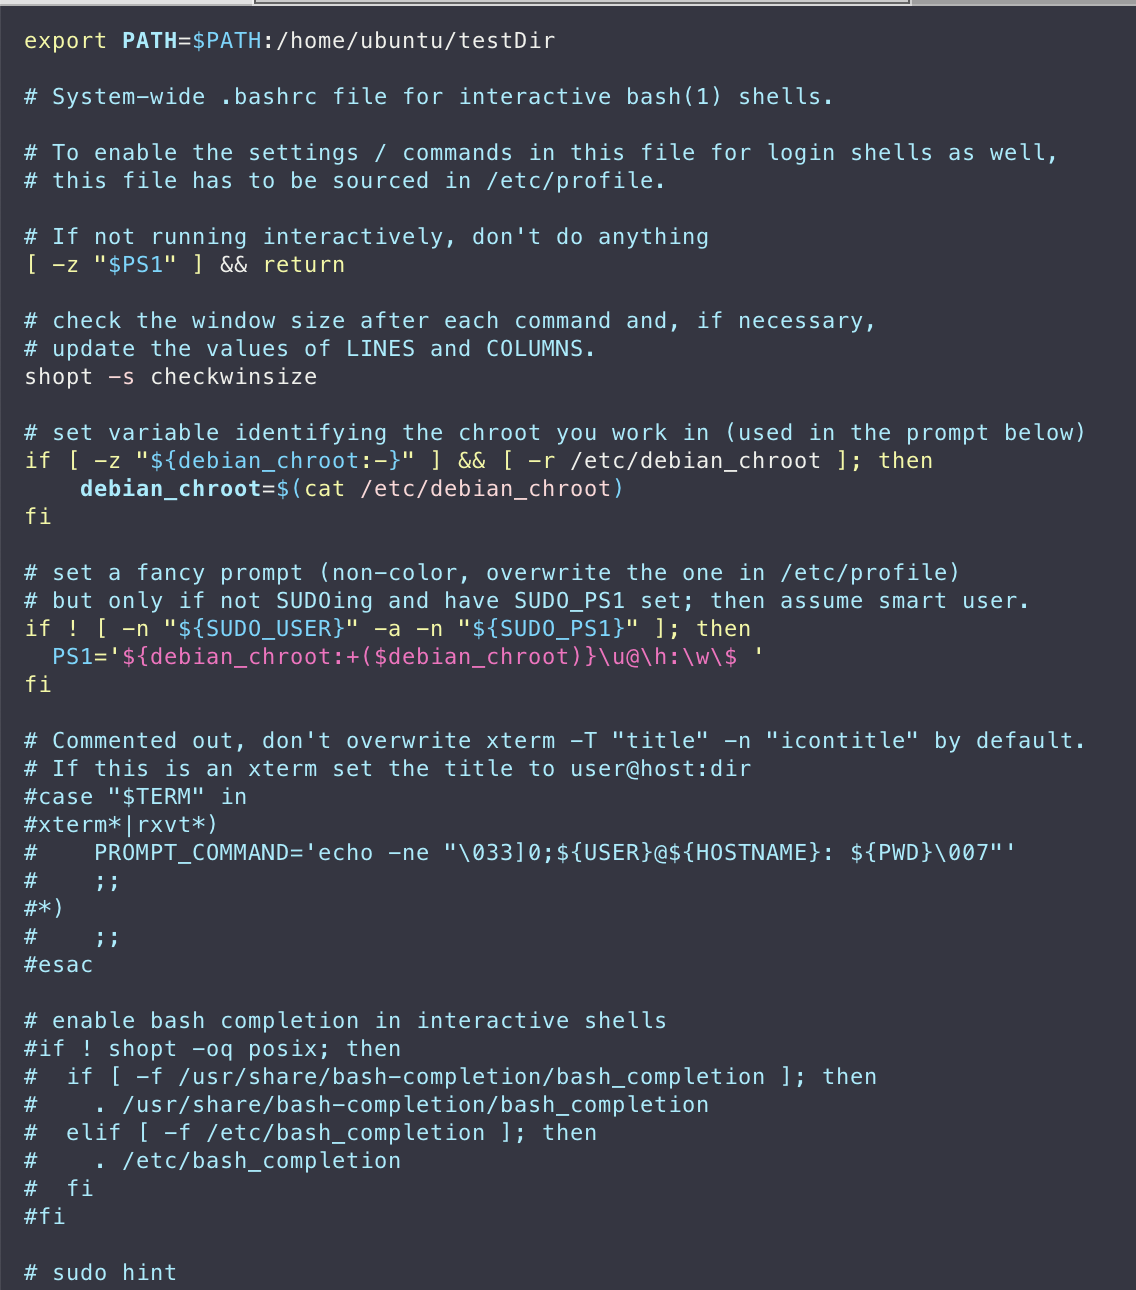 export PATH=$PATH:/home/ubuntu/testDir
# System-wide .bashrc file for interactive bash(1) shells.
# To enable the settings / commands in this file for login shells as well,
# this file has to be sourced in /etc/profile.
# If not running interactively, don't do anything
[ -z "$PS1" ] && return
# check the window size after each command and, if necessary,
# update the values of LINES and COLUMNS.
shopt -s checkwinsize
# set variable identifying the chroot you work in (used in the prompt below)
if [ -z "${debian_chroot:-}" ] && [ -r /etc/debian_chroot ]; then
    debian_chroot=$(cat /etc/debian_chroot)
fi
# set a fancy prompt (non-color, overwrite the one in /etc/profile)
# but only if not SUDOing and have SUDO_PS1 set; then assume smart user.
if ! [ -n "${SUDO_USER}" -a -n "${SUDO_PS1}" ]; then
  PS1='${debian_chroot:+($debian_chroot)}\u@\h:\w\$ '
fi
# Commented out, don't overwrite xterm -T "title" -n "icontitle" by default.
# If this is an xterm set the title to user@host:dir
#case "$TERM" in
#xterm*|rxvt*)
#    PROMPT_COMMAND='echo -ne "\033]0;${USER}@${HOSTNAME}: ${PWD}\007"'
#    ;;
#*)
#    ;;
#esac
# enable bash completion in interactive shells
#if ! shopt -oq posix; then
#  if [ -f /usr/share/bash-completion/bash_completion ]; then
#    . /usr/share/bash-completion/bash_completion
#  elif [ -f /etc/bash_completion ]; then
#    . /etc/bash_completion
#  fi
#fi
# sudo hint